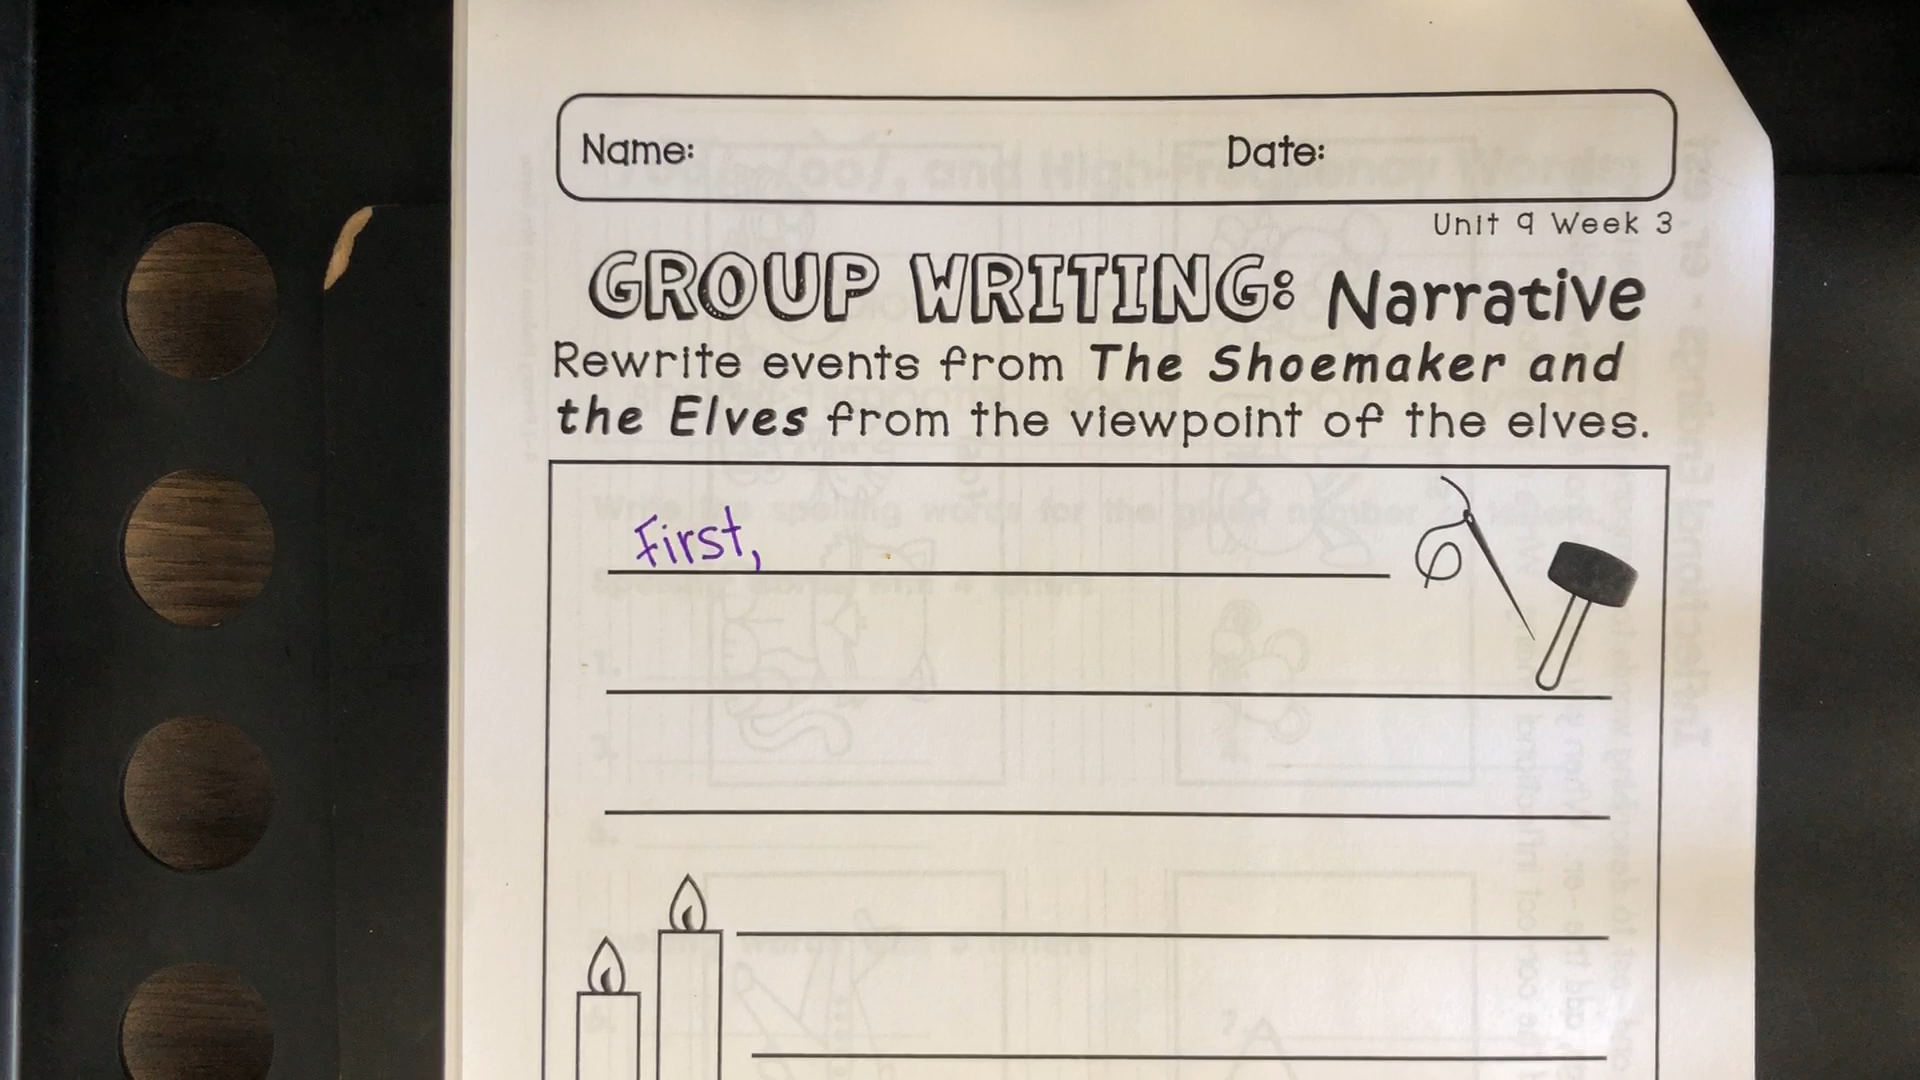 Name: Date:
Unit 9 Week 3
GROUP WRITING: Narrative
Rewrite events from The Shoemaker and
the Elves from the viewpoint of the elves.
First,